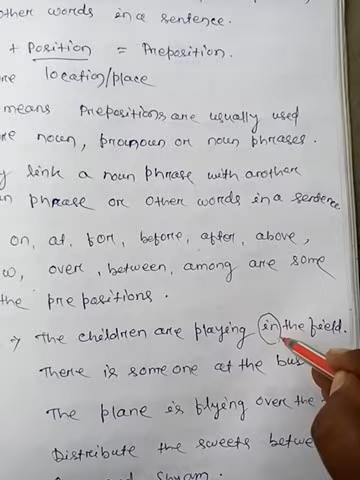 other words in a sentence.
+ Position = Preposition.
location/place
means Prepositions are usually used
noun, pronoun or noun phrases.
link a noun phrase with another
phrase or other words in a sentence
on, at, for, before, after, above,
over, between, among are some
the prepositions.
→ The children are playing in the field.
There is someone at the bus
The plane is flying over the
Distribute the sweets betwe
Shyam.